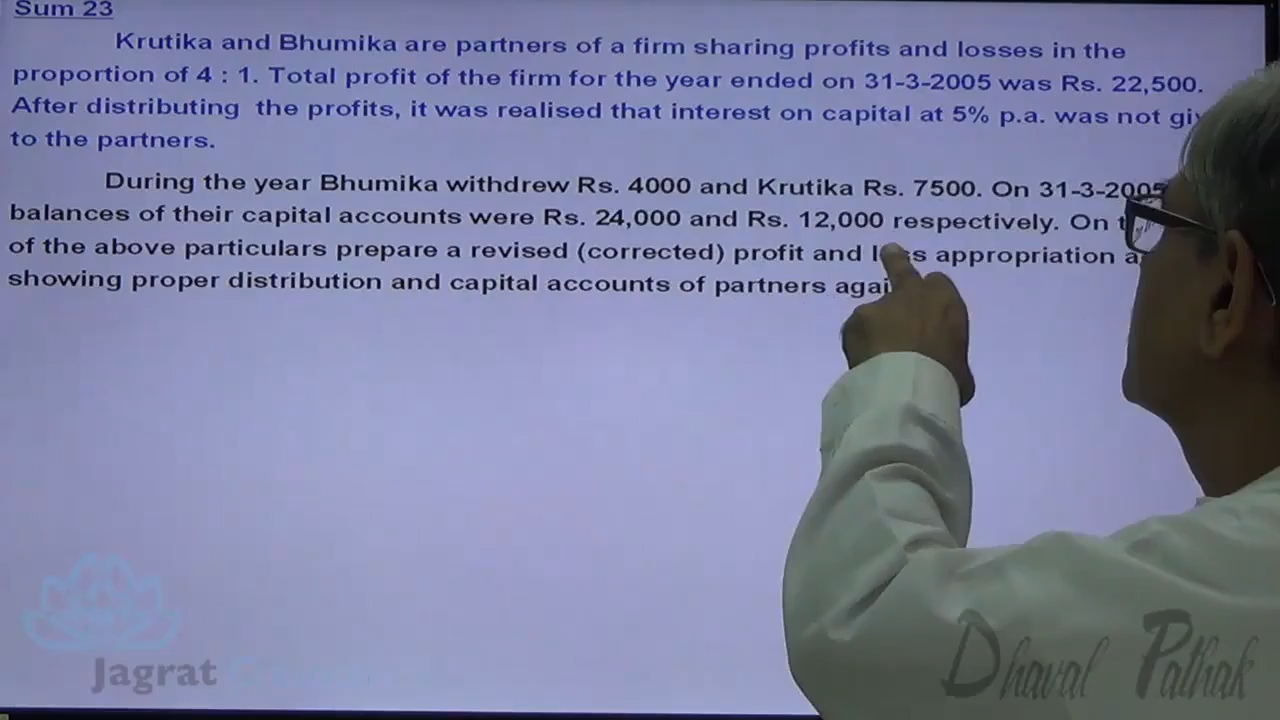 Sum 23
Krutika and Bhumika are partners of a firm sharing profits and losses in the
proportion of 4 : 1. Total profit of the firm for the year ended on 31-3-2005 was Rs. 22,500.
After distributing the profits, it was realised that interest on capital at 5% p.a. was not
to the partners.
During the year Bhumika withdrew Rs. 4000 and Krutika Rs. 7500. On 31-3-2005
balances of their capital accounts were Rs. 24,000 and Rs. 12,000 respectively. On
of the above particulars prepare a revised (corrected) profit and appropriation
showing proper distribution and capital accounts of partners
Jagrat
Dhaval Pathak